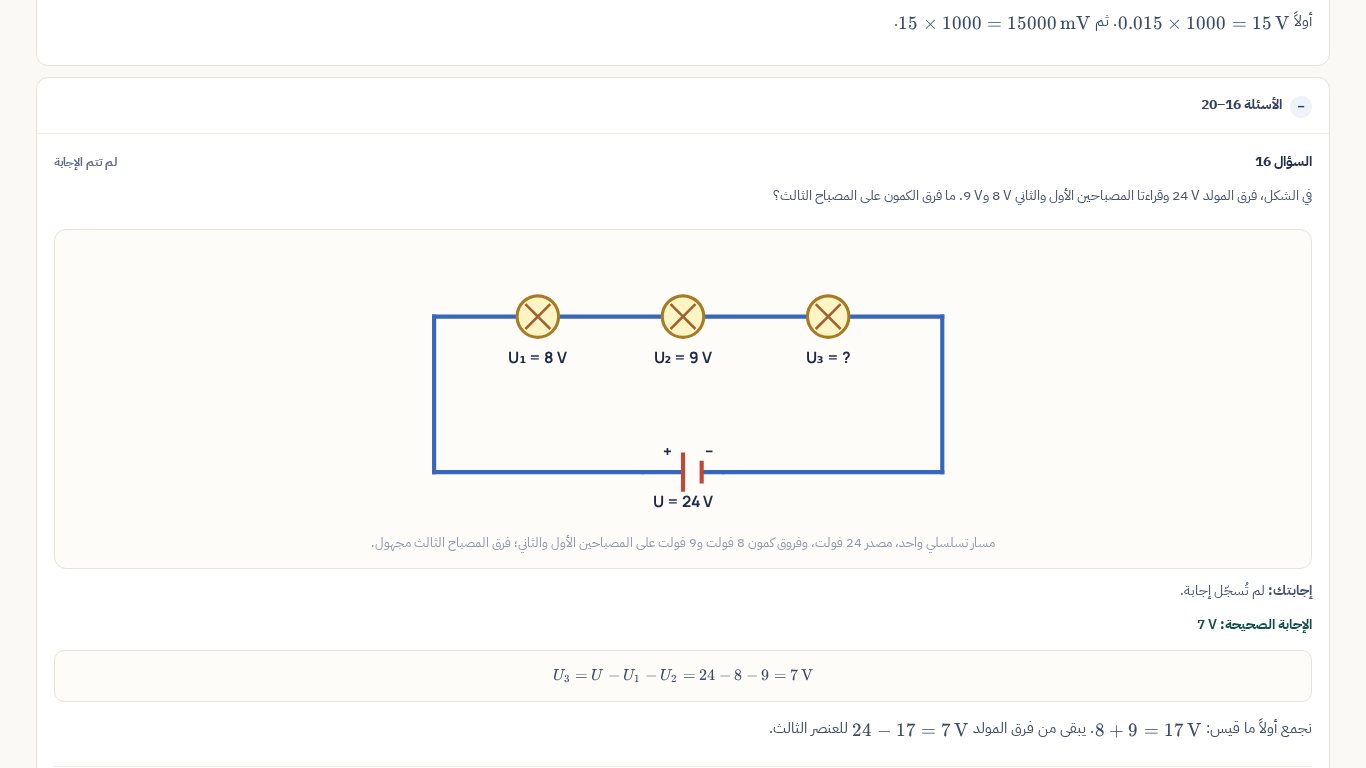 أولاً 0.015 × 1000 = 15 V. ثم 15 × 1000 = 15000 mV.
− الأسئلة 16–20
السؤال 16
لم تتم الإجابة
في الشكل، فرق المولد 24 V وقراءتا المصباحين الأول والثاني 8 V و9 V. ما فرق الكمون على المصباح الثالث؟
U₁ = 8 V
U₂ = 9 V
U₃ = ?
+ −
U = 24 V
مسار تسلسلي واحد، مصدر 24 فولت، وفروق كمون 8 فولت و9 فولت على المصباحين الأول والثاني؛ فرق المصباح الثالث مجهول.
إجابتك: لم تُسجّل إجابة.
الإجابة الصحيحة: 7 V
U₃ = U − U₁ − U₂ = 24 − 8 − 9 = 7 V
نجمع أولاً ما قيس: 8 + 9 = 17 V. يبقى من فرق المولد 24 − 17 = 7 V للعنصر الثالث.